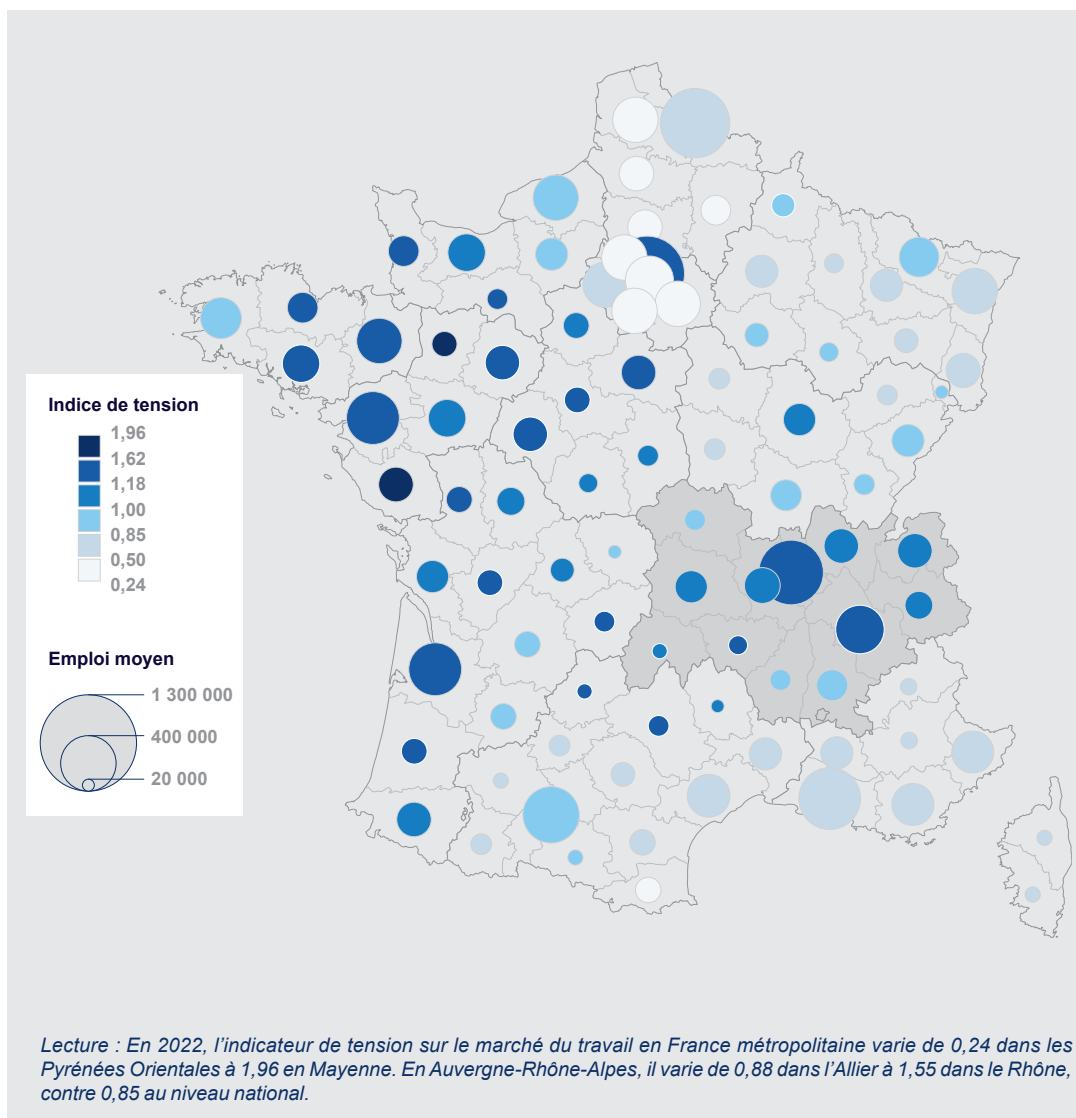 Indice de tension
1,96
1,62
1,18
1,00
0,85
0,50
0,24
Emploi moyen
1 300 000
400 000
20 000
Lecture : En 2022, l’indicateur de tension sur le marché du travail en France métropolitaine varie de 0,24 dans les
Pyrénées Orientales à 1,96 en Mayenne. En Auvergne-Rhône-Alpes, il varie de 0,88 dans l’Allier à 1,55 dans le Rhône,
contre 0,85 au niveau national.